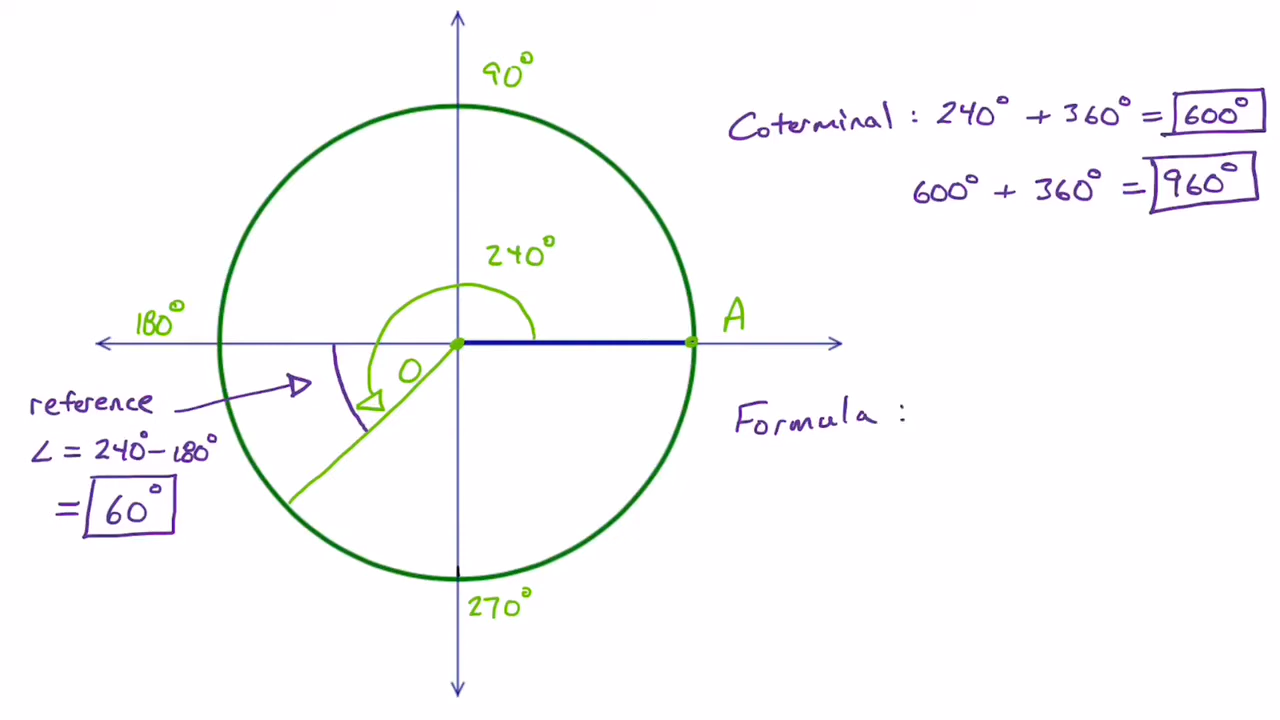 90°
Coterminal : 240° + 360° = 600°
600° + 360° = 960°
240°
180°
A
O
reference
∠ = 240° - 180°
= 60°
Formula :
270°